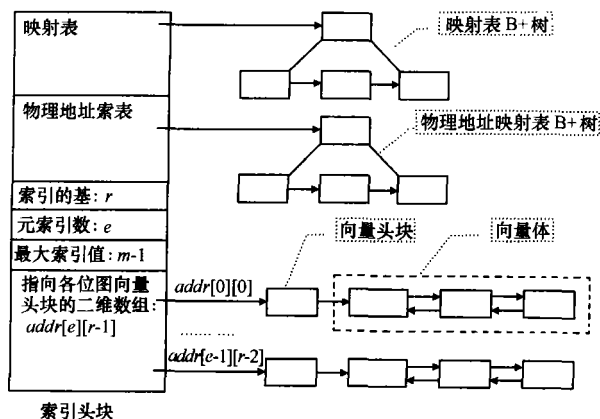 映射表
映射表 B+树
物理地址索表
物理地址映射表 B+树
索引的基: r
元索引数: e
最大索引值: m-1
向量头块
向量体
指向各位图向量
头块的二维数组:
addr[e][r-1]
addr[0][0]
...... ......
addr[e-1][r-2]
索引头块